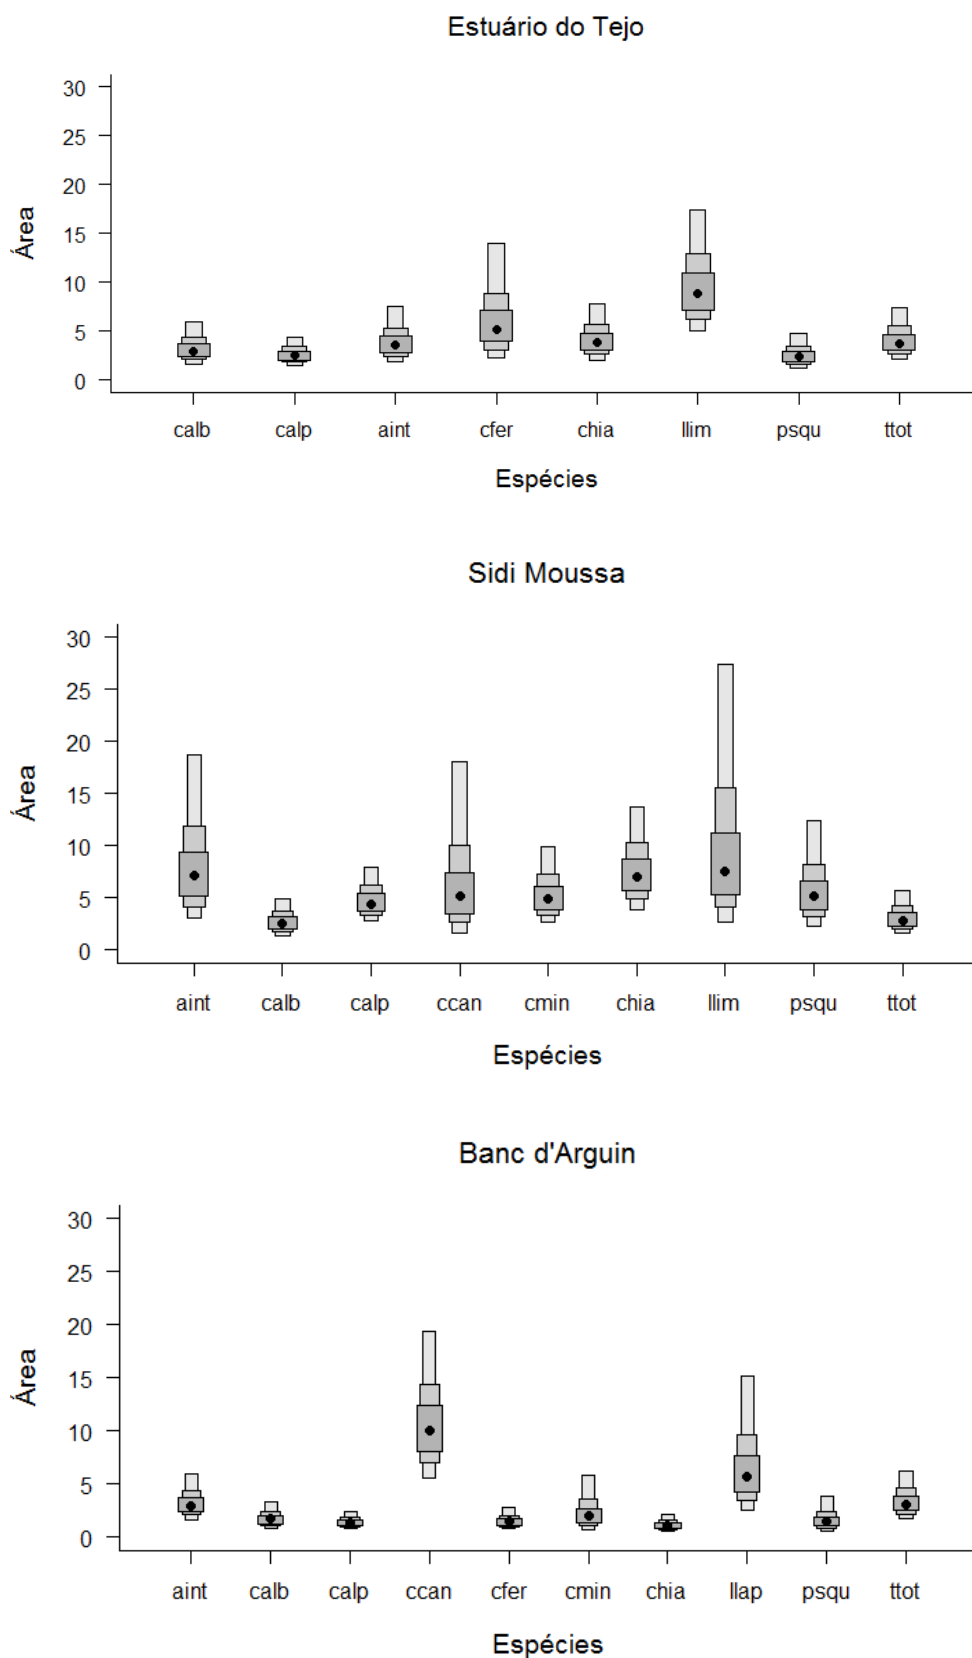 Estuário do Tejo
30
25
20
15
10
5
0
Área
calb calp aint cfer chia llim psqu ttot
Espécies
Sidi Moussa
30
25
20
15
10
5
0
Área
aint calb calp ccan cmin chia llim psqu ttot
Espécies
Banc d'Arguin
30
25
20
15
10
5
0
Área
aint calb calp ccan cfer cmin chia llap psqu ttot
Espécies